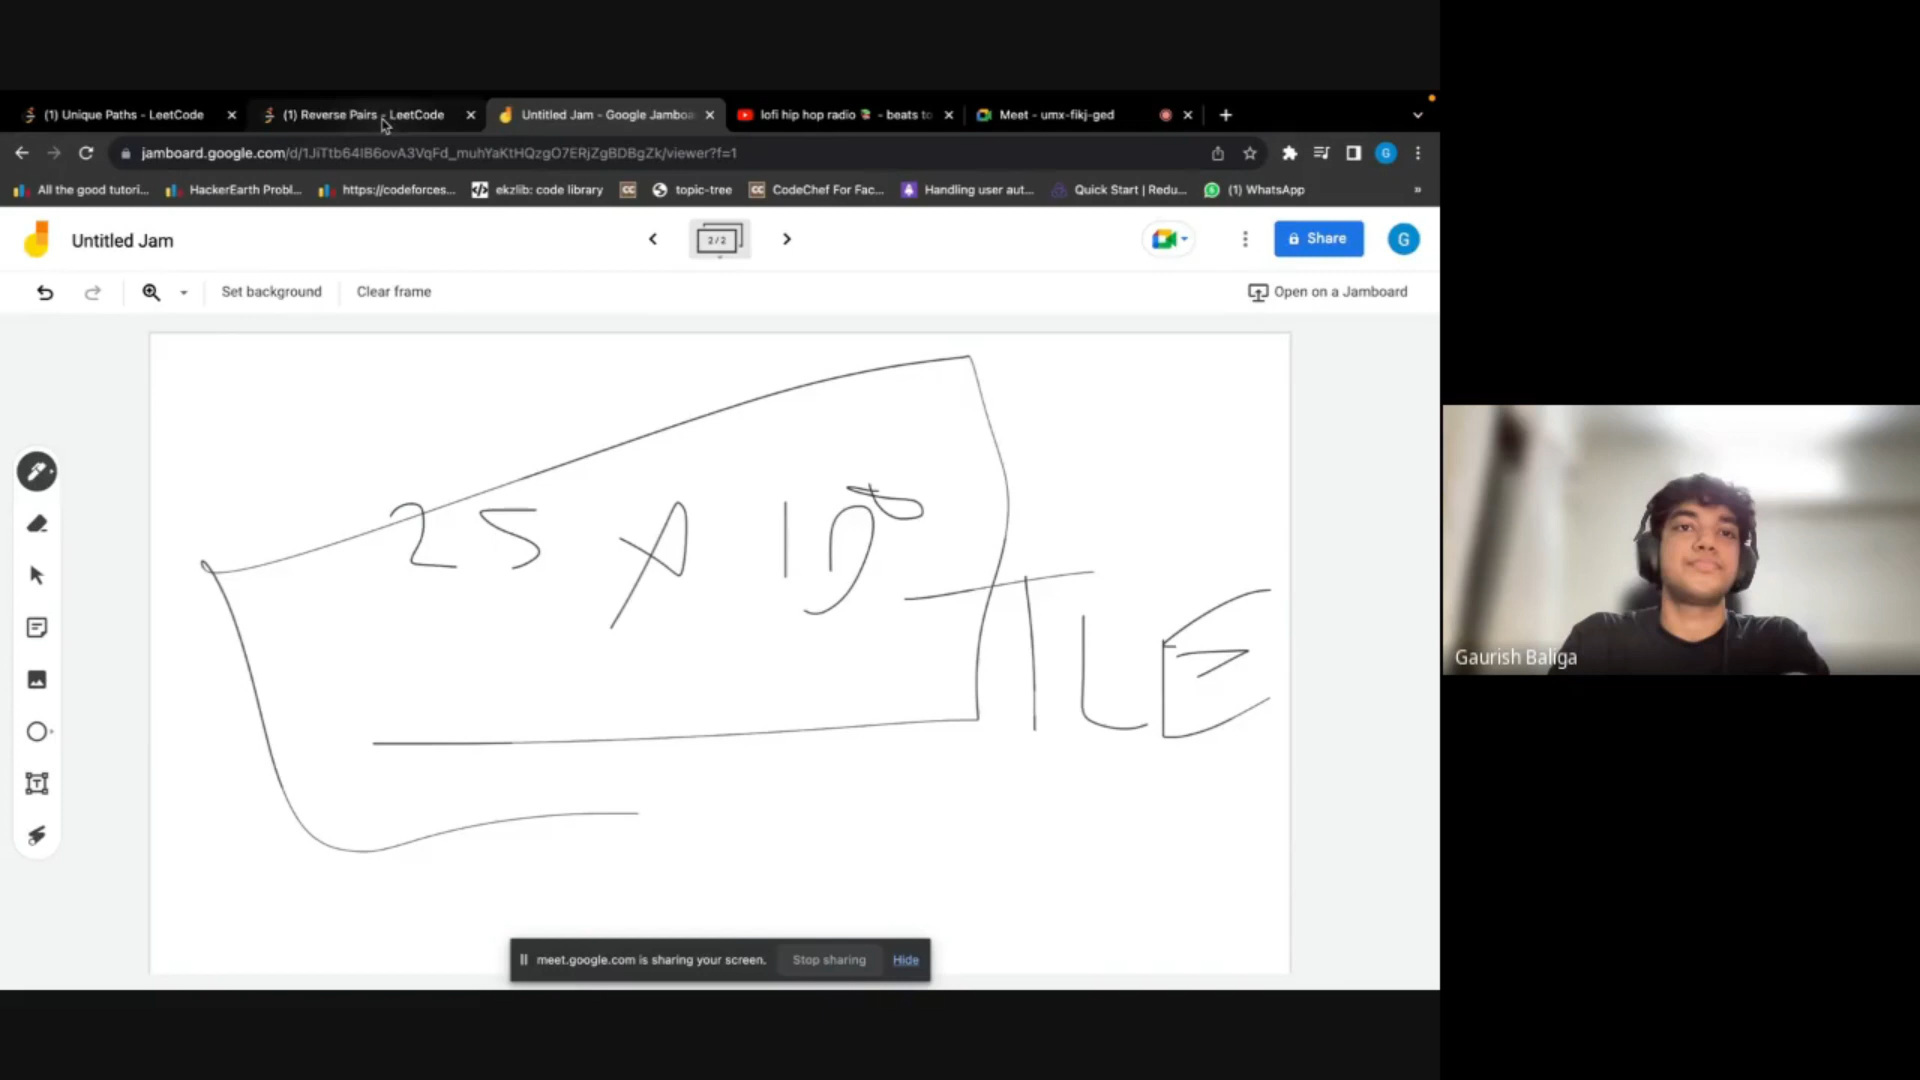 (1) Unique Paths - LeetCode
(1) Reverse Pairs - LeetCode
Untitled Jam - Google Jamboa
lofi hip hop radio 📚 - beats to
Meet - umx-fikj-ged
jamboard.google.com/d/1JiTtb64IB6ovA3VqFd_muhYaKtHQzgO7ERjZgBDBgZk/viewer?f=1
G
All the good tutori...
HackerEarth Probl...
https://codeforces...
ekzlib: code library
CC
topic-tree
CC
CodeChef For Fac...
Handling user aut...
Quick Start | Redu...
(1) WhatsApp
»
Untitled Jam
2/2
Share
G
Set background
Clear frame
Open on a Jamboard
25 X 10⁸
TLE
Gaurish Baliga
meet.google.com is sharing your screen.
Stop sharing
Hide